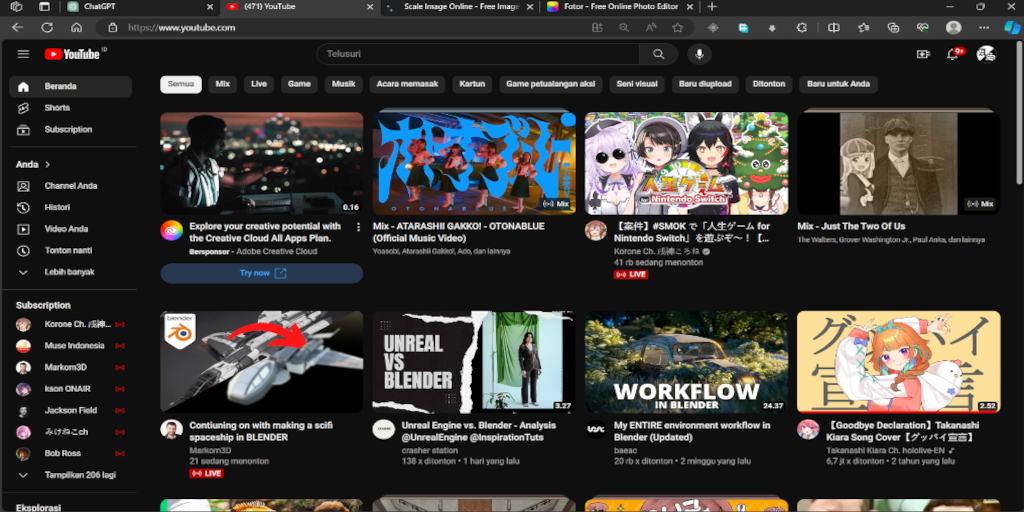 ChatGPT
(471) YouTube
Scale Image Online - Free Image
Fotor - Free Online Photo Editor
https://www.youtube.com
YouTube ID
Telusuri
9+
Beranda
Shorts
Subscription
Anda
Channel Anda
Histori
Video Anda
Tonton nanti
Lebih banyak
Subscription
Korone Ch. 戌神...
Muse Indonesia
Markom3D
kson ONAIR
Jackson Field
みけねこch
Bob Ross
Tampilkan 206 lagi
Eksplorasi
Semua
Mix
Live
Game
Musik
Acara memasak
Kartun
Game petualangan aksi
Seni visual
Baru diupload
Ditonton
Baru untuk Anda
0.16
Explore your creative potential with
the Creative Cloud All Apps Plan.
Bersponsor · Adobe Creative Cloud
Try now
オトナブルー
OTONABLUE
Mix
Mix - ATARASHII GAKKO! - OTONABLUE
(Official Music Video)
Yoasobi, Atarashii Gakko!, Ado, dan lainnya
人生ゲーム
for Nintendo Switch
【案件】#SMOK で「人生ゲーム for
Nintendo Switch」を遊ぶぞ～！【...
Korone Ch. 戌神ころね
41 rb sedang menonton
LIVE
Mix
Mix - Just The Two Of Us
The Walters, Grover Washington Jr., Paul Anka, dan lainnya
blender
Contiuning on with making a scifi
spaceship in BLENDER
Markom3D
21 sedang menonton
LIVE
UNREAL
VS
BLENDER
3.27
Unreal Engine vs. Blender - Analysis
@UnrealEngine @InspirationTuts
crasher station
138 x ditonton • 1 hari yang lalu
WORKFLOW
IN BLENDER
24.37
My ENTIRE environment workflow in
Blender (Updated)
baeac
20 rb x ditonton • 2 minggu yang lalu
グッバイ
宣言
2.52
【Goodbye Declaration】Takanashi
Kiara Song Cover【グッバイ宣言】
Takanashi Kiara Ch. hololive-EN
6,7 jt x ditonton • 2 tahun yang lalu